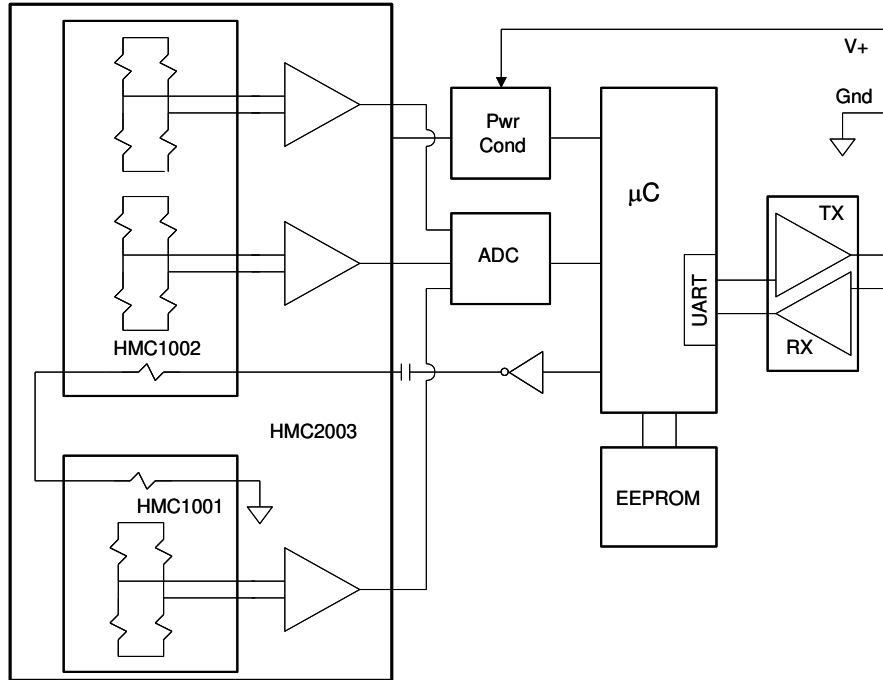 V+
Gnd
Pwr
Cond
μC
TX
ADC
UART
HMC1002
RX
HMC2003
EEPROM
HMC1001